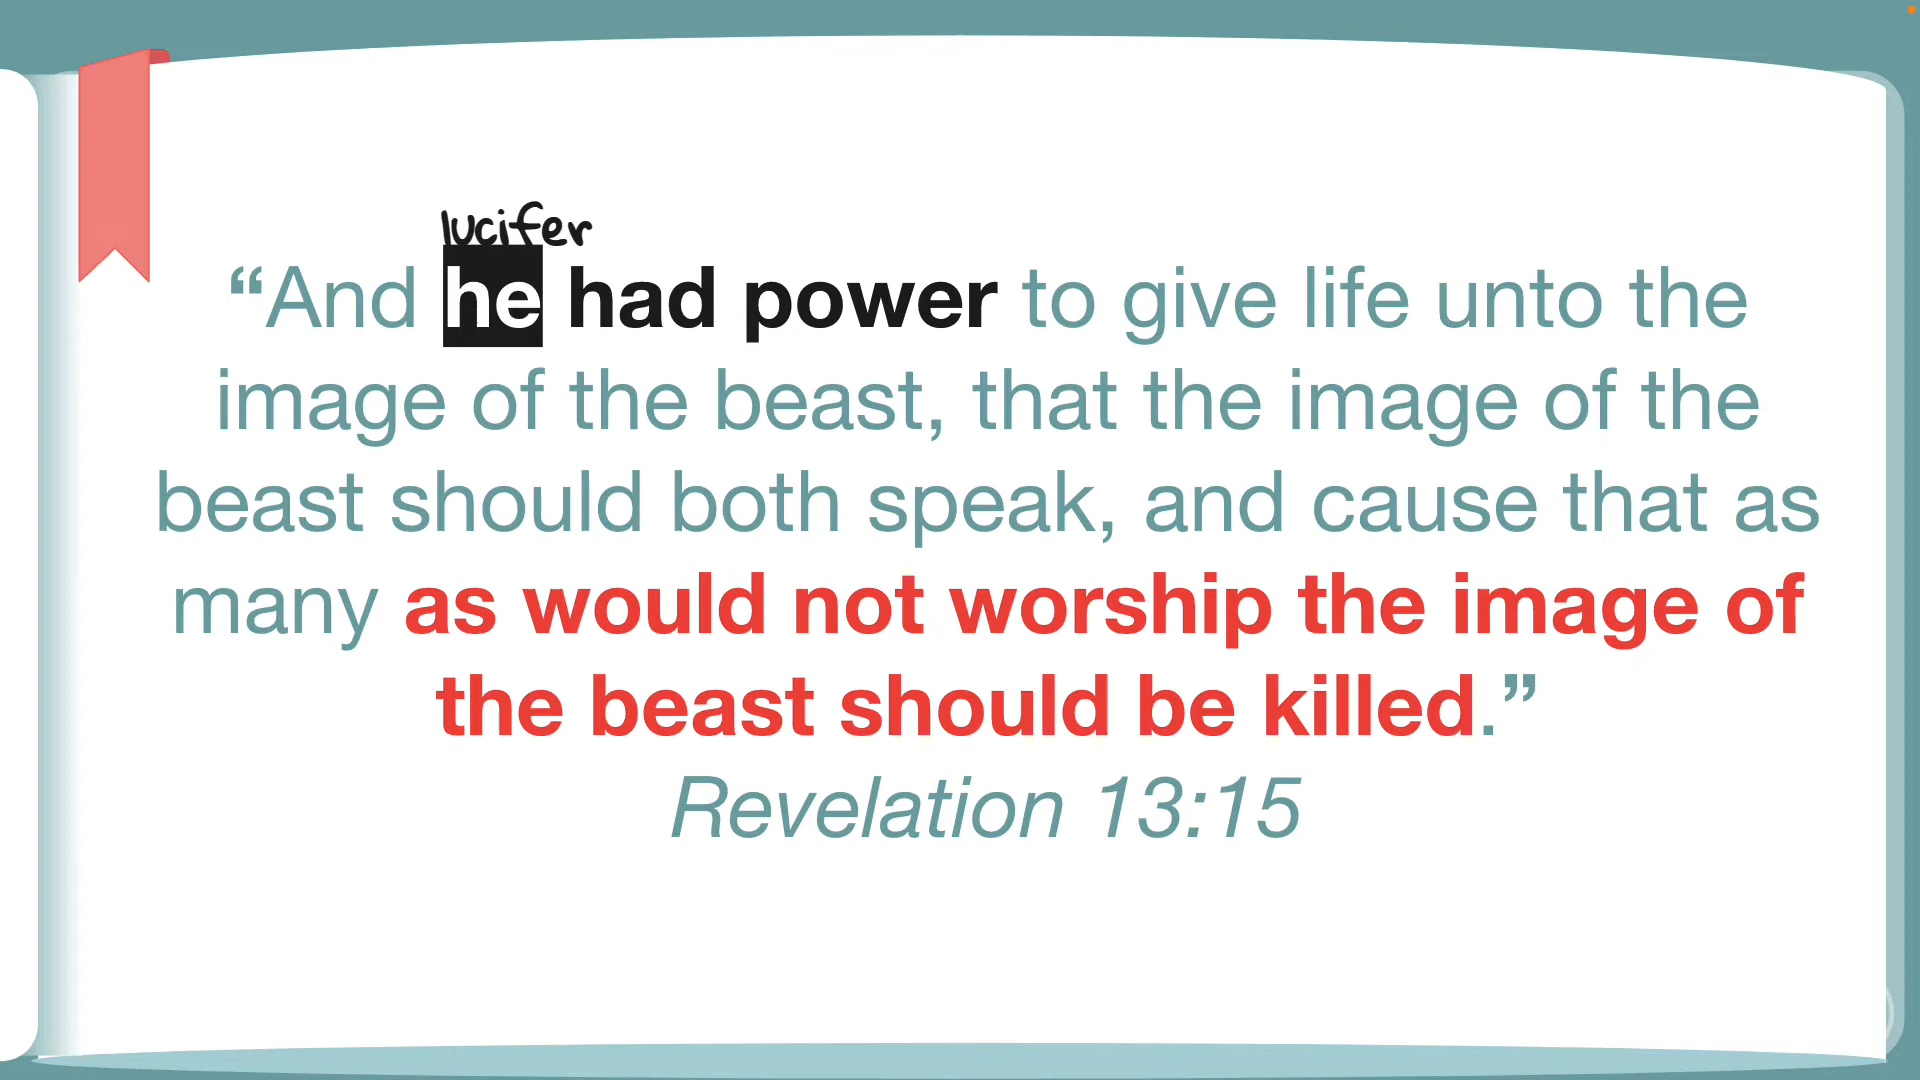 lucifer
“And he had power to give life unto the
image of the beast, that the image of the
beast should both speak, and cause that as
many as would not worship the image of
the beast should be killed.”
Revelation 13:15